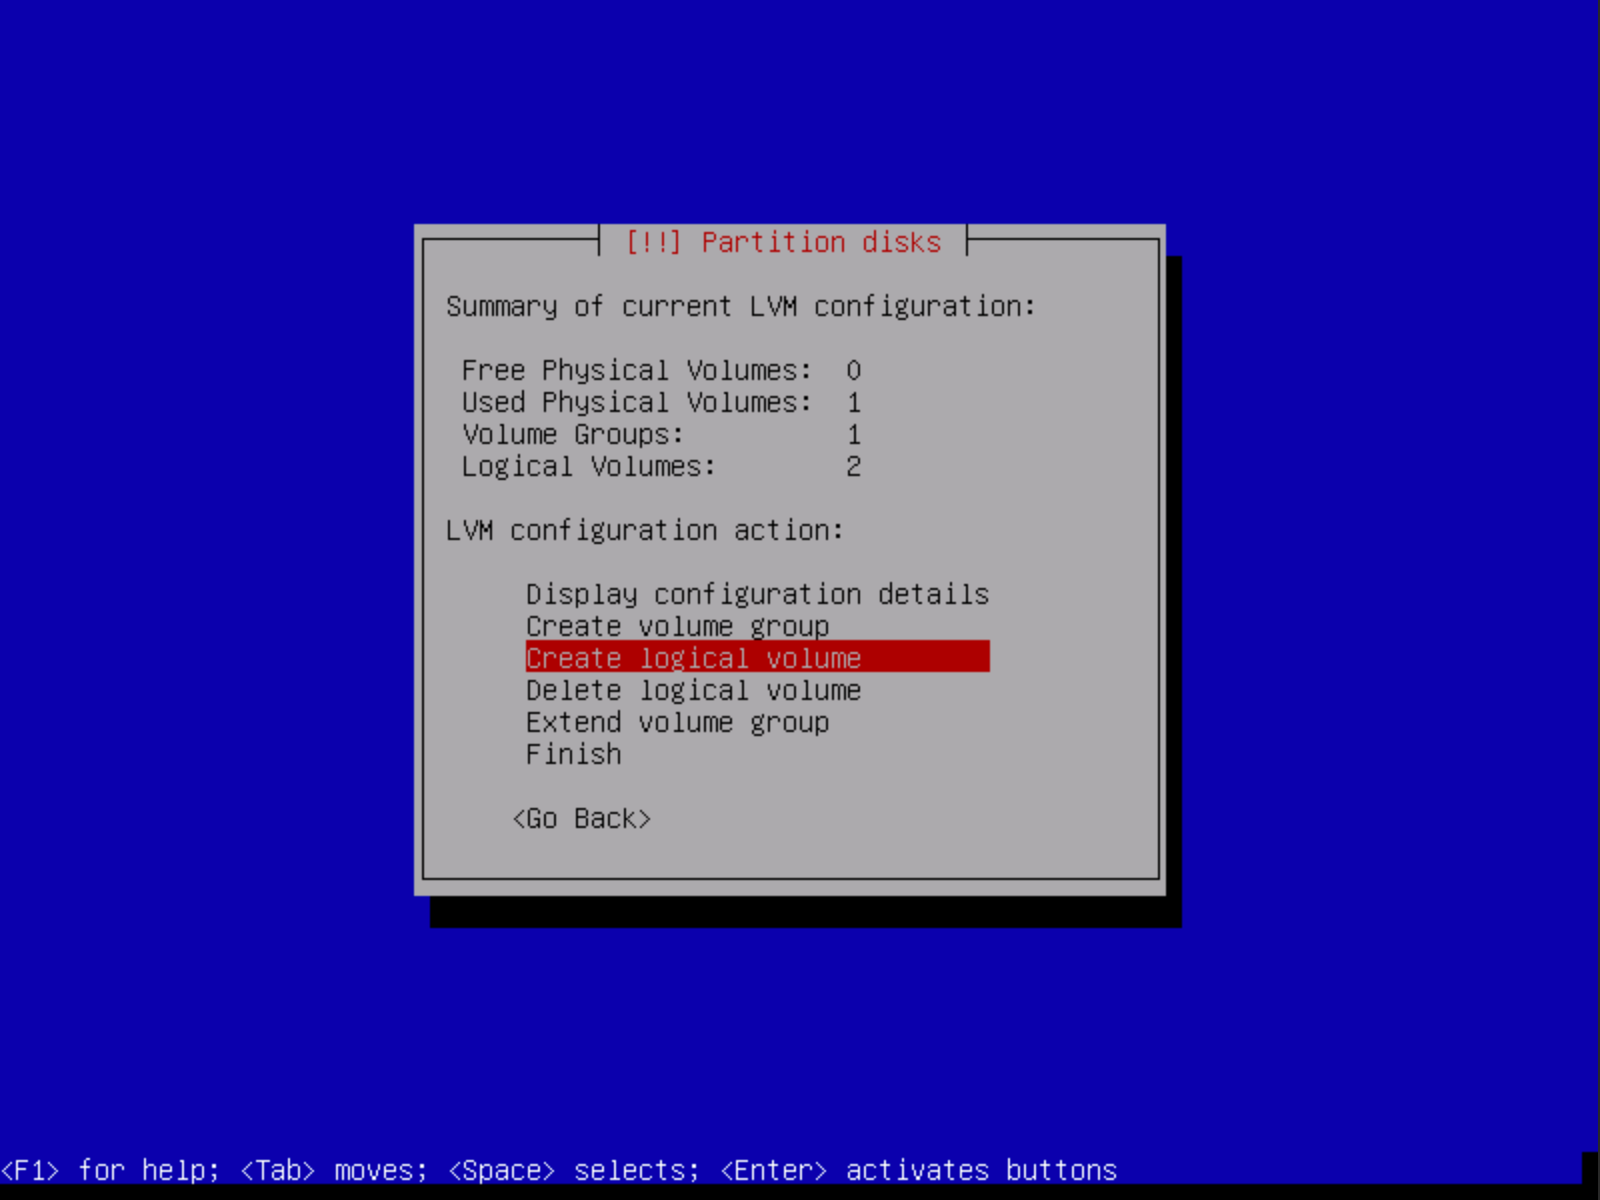 [!!] Partition disks
Summary of current LVM configuration:
Free Physical Volumes: 0
Used Physical Volumes: 1
Volume Groups: 1
Logical Volumes: 2
LVM configuration action:
Display configuration details
Create volume group
Create logical volume
Delete logical volume
Extend volume group
Finish
<Go Back>
<F1> for help; <Tab> moves; <Space> selects; <Enter> activates buttons